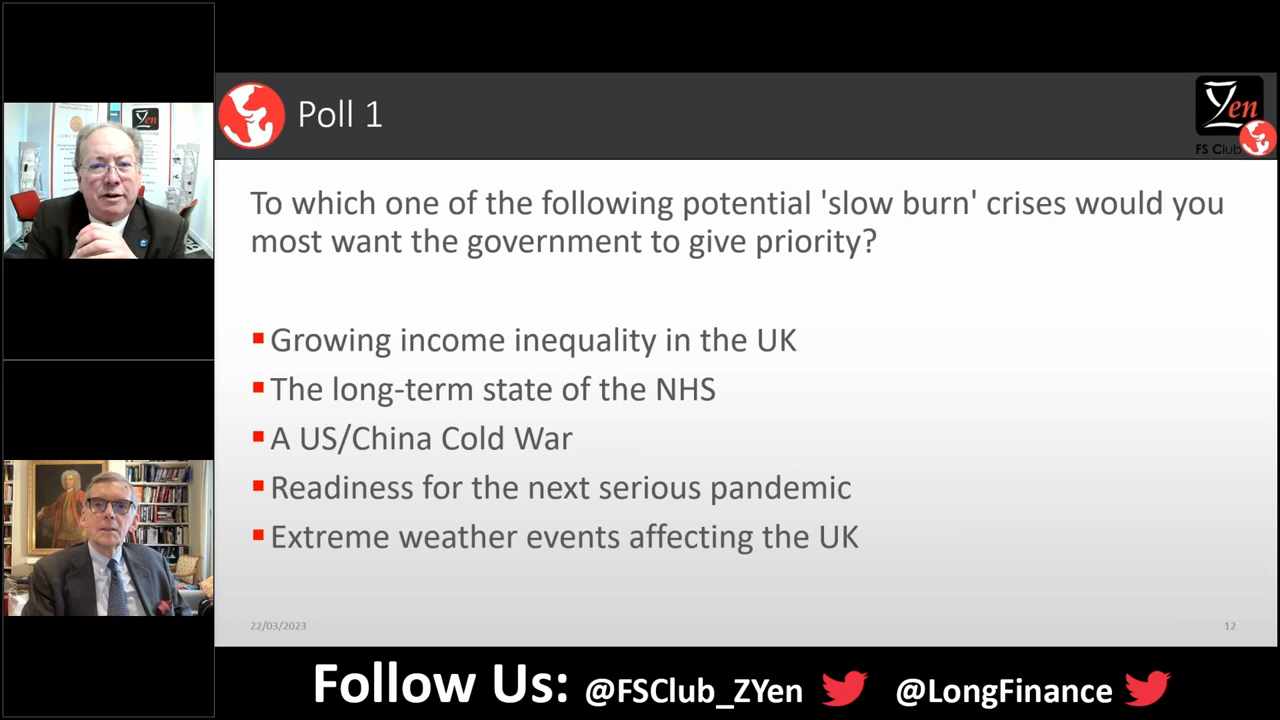 Poll 1
Zen
FS Club
To which one of the following potential 'slow burn' crises would you
most want the government to give priority?
Growing income inequality in the UK
The long-term state of the NHS
A US/China Cold War
Readiness for the next serious pandemic
Extreme weather events affecting the UK
22/03/2023
12
Follow Us: @FSClub_ZYen @LongFinance